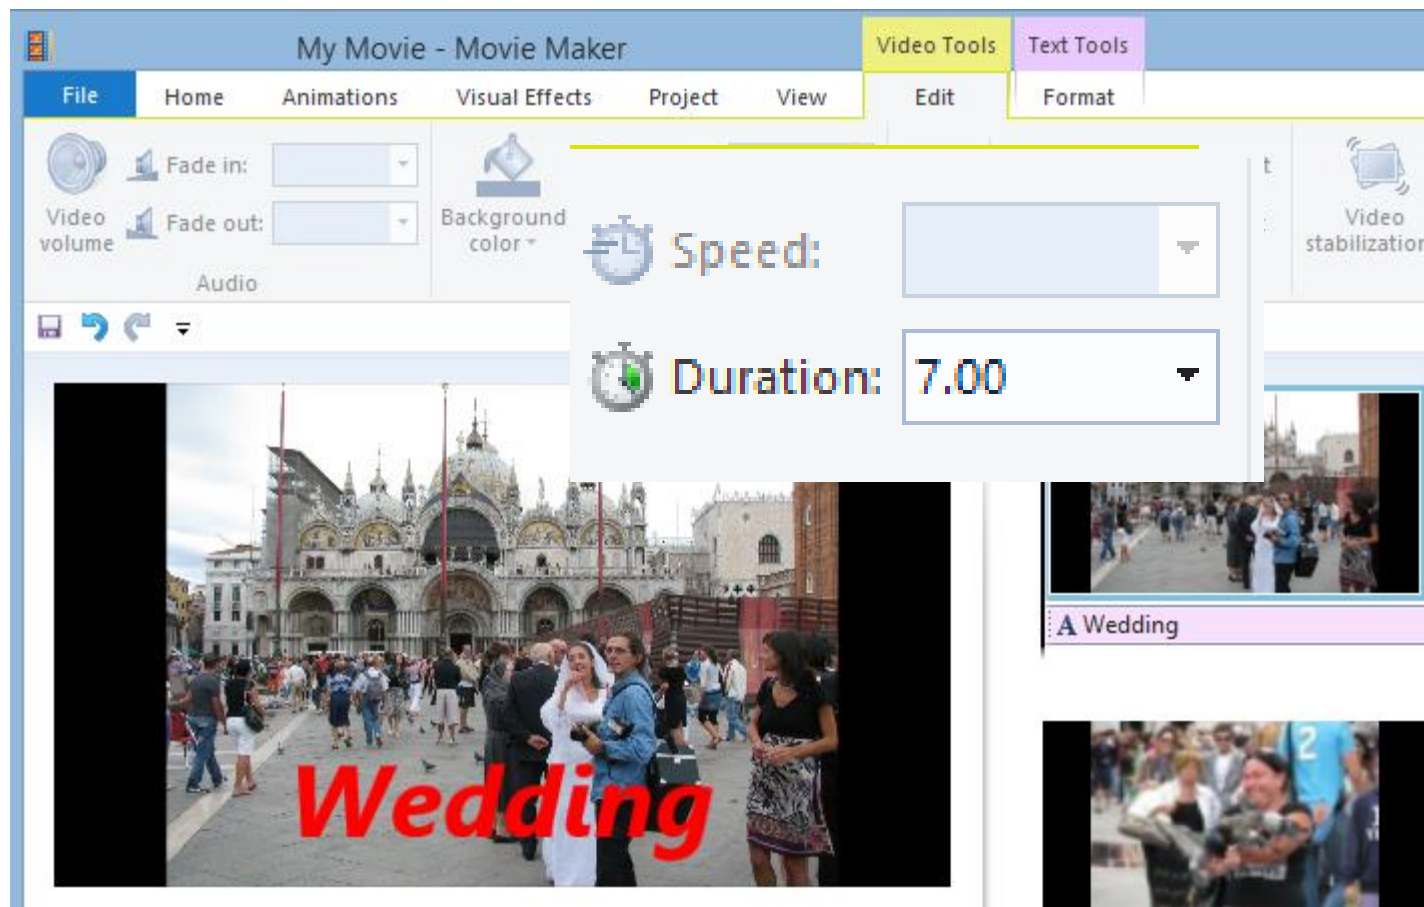 My Movie - Movie Maker
Video Tools
Text Tools
File
Home
Animations
Visual Effects
Project
View
Edit
Format
Video
volume
Fade in:
Fade out:
Audio
Background
color
Speed:
Duration: 7.00
Video
stabilization
A Wedding
Wedding
2